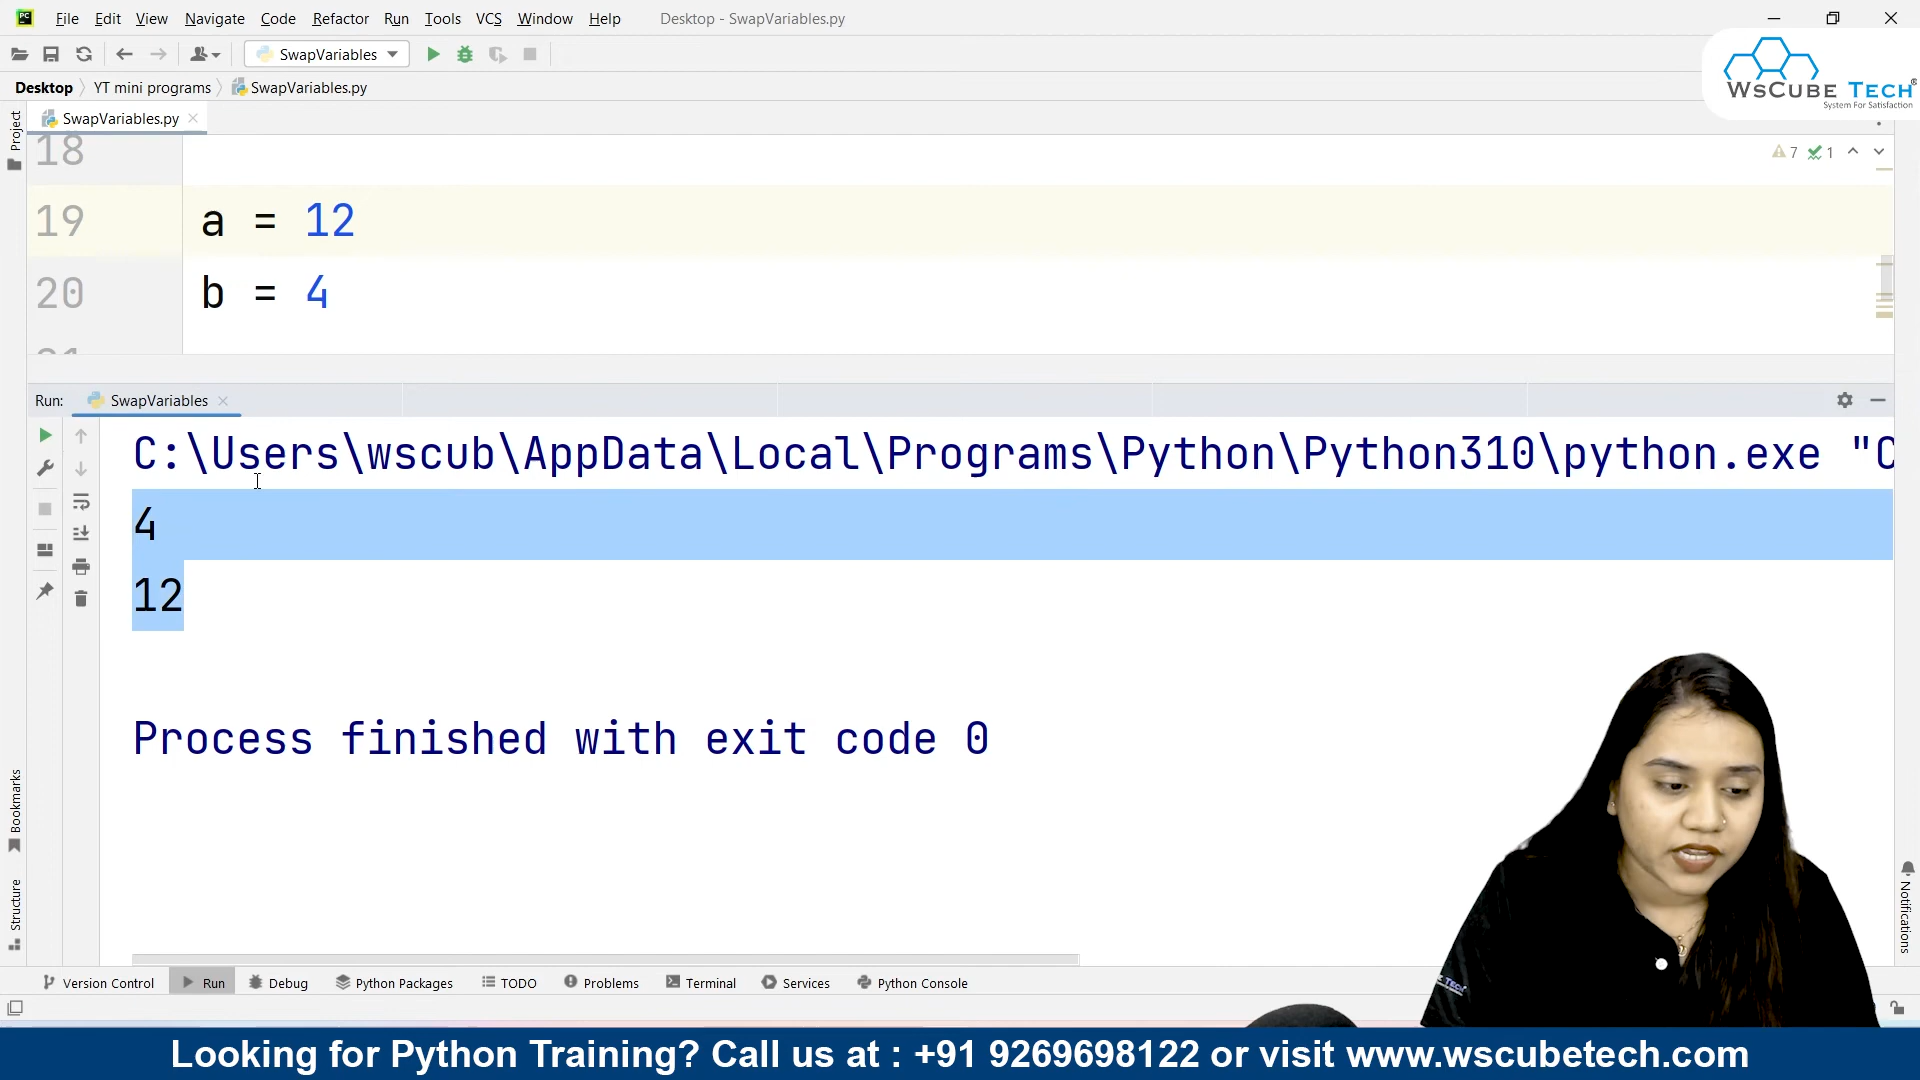 File Edit View Navigate Code Refactor Run Tools VCS Window Help Desktop - SwapVariables.py
SwapVariables
WsCube Tech®
System For Satisfaction
Desktop YT mini programs SwapVariables.py
Project
SwapVariables.py
18
7 1
19 a = 12
20 b = 4
21
Run: SwapVariables
C:\Users\wscub\AppData\Local\Programs\Python\Python310\python.exe "C
4
12
Process finished with exit code 0
Bookmarks
Structure
Notifications
Version Control Run Debug Python Packages TODO Problems Terminal Services Python Console
Looking for Python Training? Call us at : +91 9269698122 or visit www.wscubetech.com